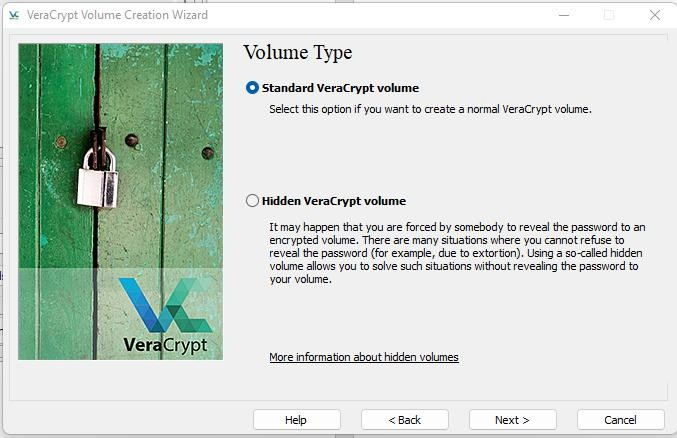 VeraCrypt Volume Creation Wizard
Volume Type
Standard VeraCrypt volume
Select this option if you want to create a normal VeraCrypt volume.
Hidden VeraCrypt volume
It may happen that you are forced by somebody to reveal the password to an
encrypted volume. There are many situations where you cannot refuse to
reveal the password (for example, due to extortion). Using a so-called hidden
volume allows you to solve such situations without revealing the password to
your volume.
VeraCrypt
More information about hidden volumes
Help
< Back
Next >
Cancel